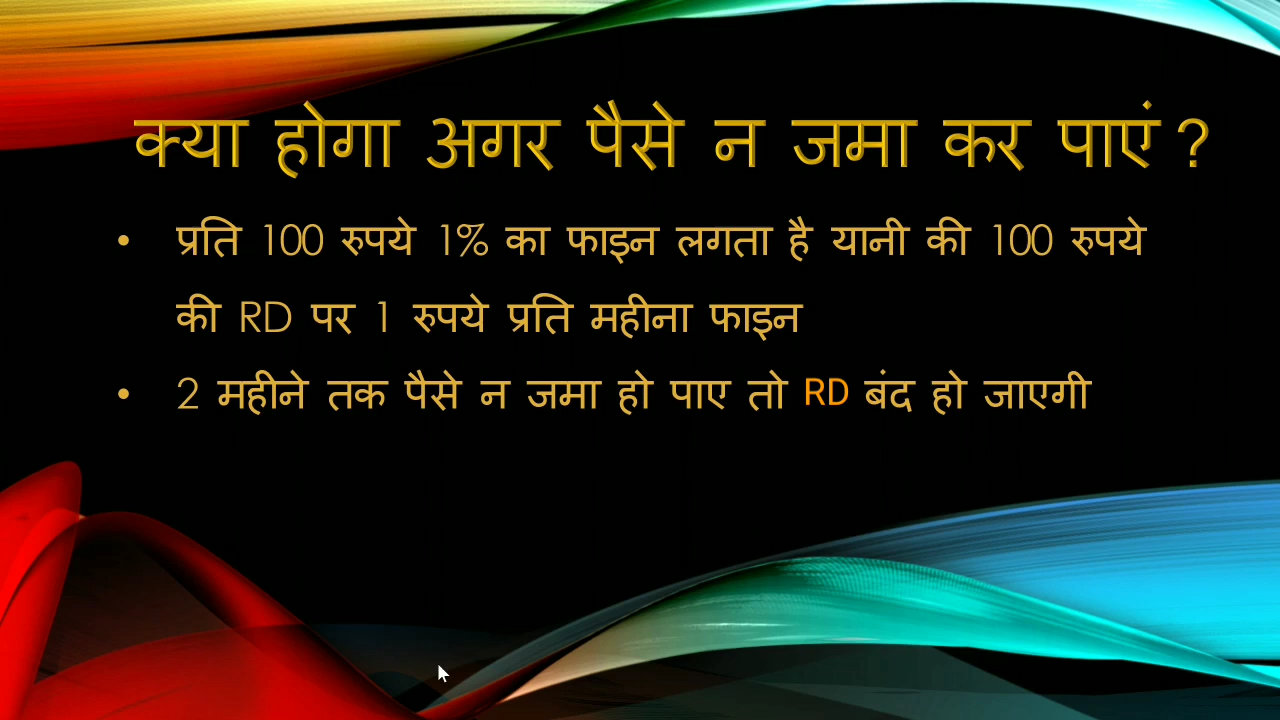 क्या होगा अगर पैसे न जमा कर पाएं ?
• प्रति 100 रुपये 1% का फाइन लगता है यानी की 100 रुपये
की RD पर 1 रुपये प्रति महीना फाइन
• 2 महीने तक पैसे न जमा हो पाए तो RD बंद हो जाएगी